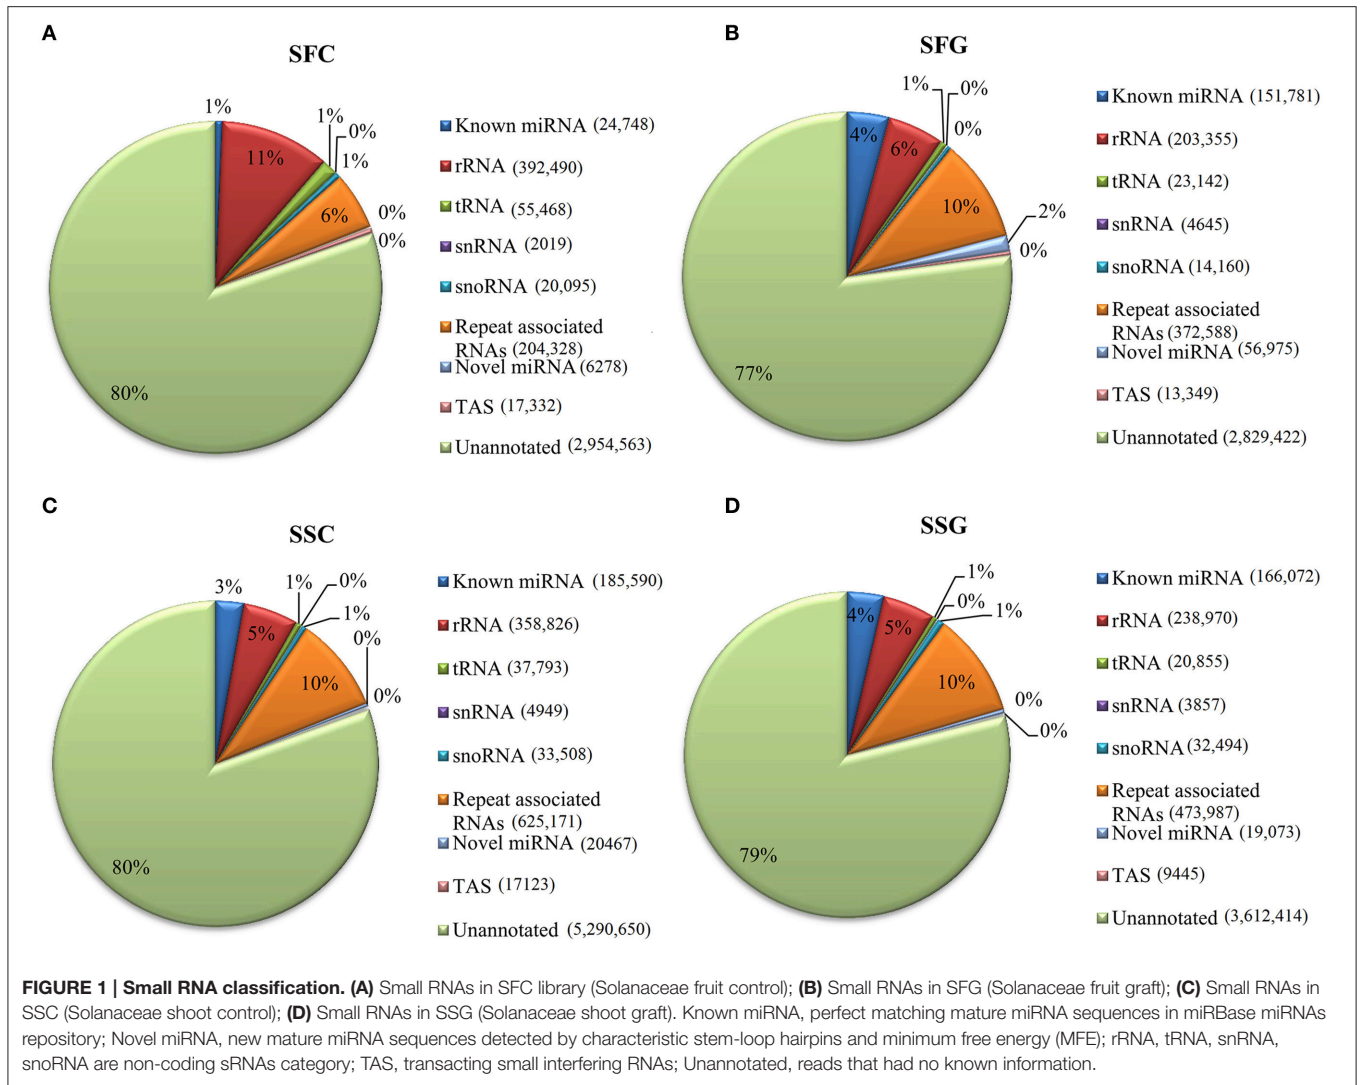 A
SFC
1%
11%
1%
0%
1%
6%
0%
0%
80%
Known miRNA (24,748)
rRNA (392,490)
tRNA (55,468)
snRNA (2019)
snoRNA (20,095)
Repeat associated
RNAs (204,328)
Novel miRNA (6278)
TAS (17,332)
Unannotated (2,954,563)
B
SFG
4%
6%
1%
0%
0%
10%
2%
0%
77%
Known miRNA (151,781)
rRNA (203,355)
tRNA (23,142)
snRNA (4645)
snoRNA (14,160)
Repeat associated
RNAs (372,588)
Novel miRNA (56,975)
TAS (13,349)
Unannotated (2,829,422)
C
SSC
3%
5%
1%
0%
1%
10%
0%
0%
80%
Known miRNA (185,590)
rRNA (358,826)
tRNA (37,793)
snRNA (4949)
snoRNA (33,508)
Repeat associated
RNAs (625,171)
Novel miRNA (20467)
TAS (17123)
Unannotated (5,290,650)
D
SSG
4%
5%
1%
0%
1%
10%
0%
0%
79%
Known miRNA (166,072)
rRNA (238,970)
tRNA (20,855)
snRNA (3857)
snoRNA (32,494)
Repeat associated
RNAs (473,987)
Novel miRNA (19,073)
TAS (9445)
Unannotated (3,612,414)
FIGURE 1 | Small RNA classification. (A) Small RNAs in SFC library (Solanaceae fruit control); (B) Small RNAs in SFG (Solanaceae fruit graft); (C) Small RNAs in
SSC (Solanaceae shoot control); (D) Small RNAs in SSG (Solanaceae shoot graft). Known miRNA, perfect matching mature miRNA sequences in miRBase miRNAs
repository; Novel miRNA, new mature miRNA sequences detected by characteristic stem-loop hairpins and minimum free energy (MFE); rRNA, tRNA, snRNA,
snoRNA are non-coding sRNAs category; TAS, transacting small interfering RNAs; Unannotated, reads that had no known information.